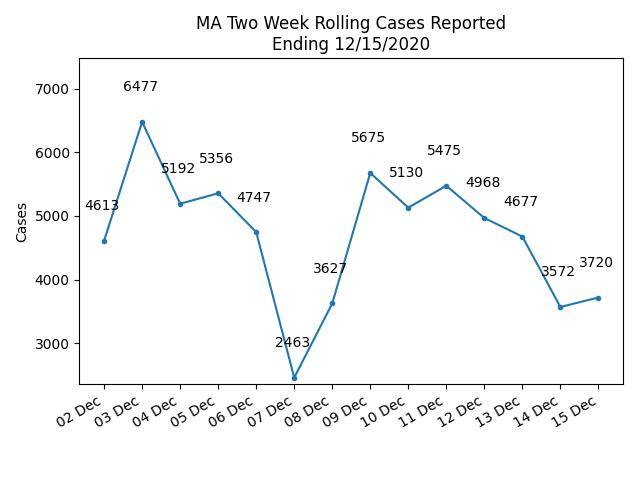 MA Two Week Rolling Cases Reported
Ending 12/15/2020
7000
6000
5000
4000
3000
Cases
4613
6477
5192
5356
4747
2463
3627
5675
5130
5475
4968
4677
3572
3720
02 Dec
03 Dec
04 Dec
05 Dec
06 Dec
07 Dec
08 Dec
09 Dec
10 Dec
11 Dec
12 Dec
13 Dec
14 Dec
15 Dec